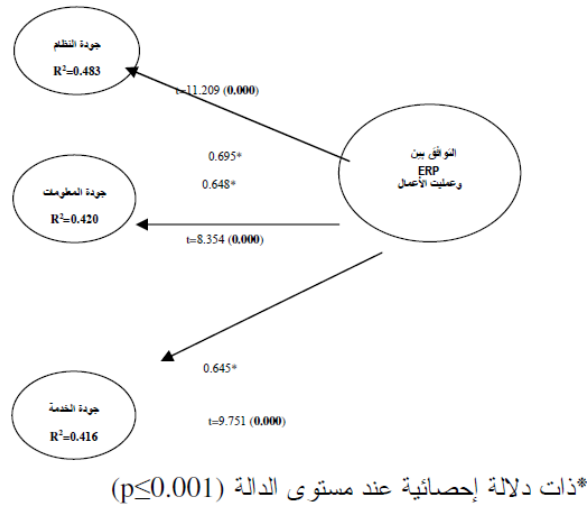 جودة النظام
R²=0.483
t=11.209 (0.000)
التوافق بين
ERP
وعمليت الأعمال
0.695*
0.648*
جودة المعلومات
R²=0.420
t=8.354 (0.000)
0.645*
جودة الخدمة
R²=0.416
t=9.751 (0.000)
*ذات دلالة إحصائية عند مستوى الدالة (p≤0.001)